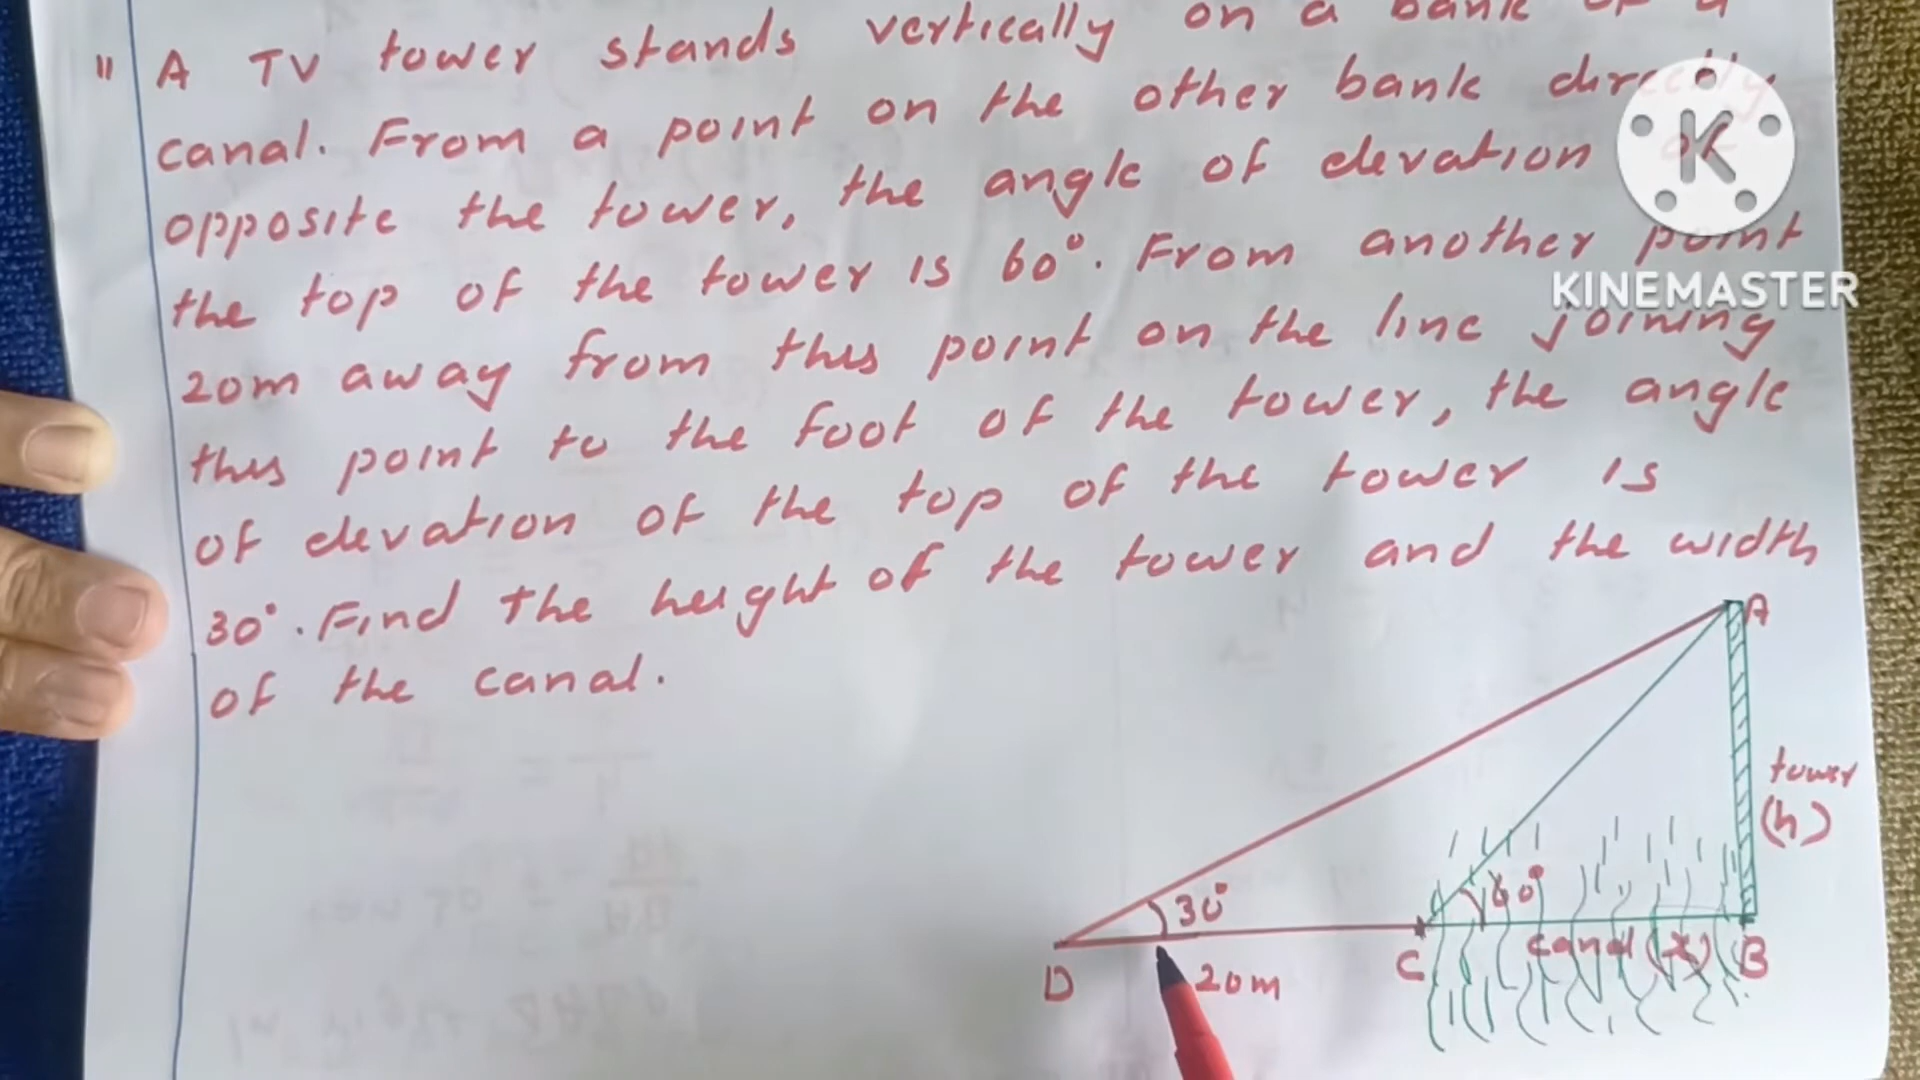 11 A TV tower stands vertically on a bank of a
canal. From a point on the other bank directly
opposite the tower, the angle of elevation of
the top of the tower is 60°. From another point
20m away from this point on the line joining
this point to the foot of the tower, the angle
of elevation of the top of the tower is
30°. Find the height of the tower and the width
of the canal.
K
KINEMASTER
A
tower
(h)
30°
60°
D
20m
C
canal (x)
B